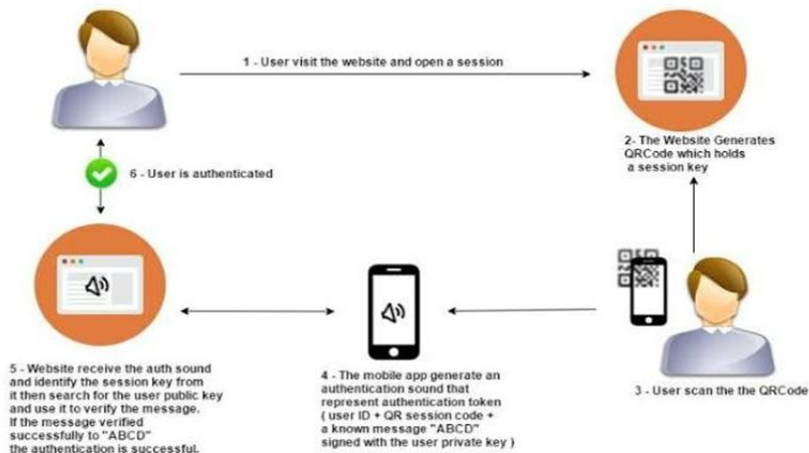 1 - User visit the website and open a session
2- The Website Generates
QRCode which holds
a session key
6 - User is authenticated
3 - User scan the the QRCode
4 - The mobile app generate an
authentication sound that
represent authentication token
( user ID + QR session code +
a known message "ABCD"
signed with the user private key )
5 - Website receive the auth sound
and identify the session key from
it then search for the user public key
and use it to verify the message.
If the message verified
successfully to "ABCD"
the authentication is successful.